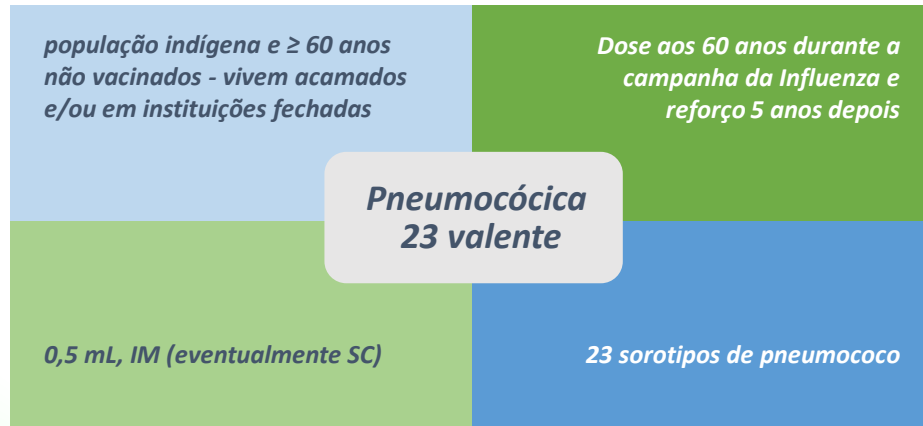 população indígena e ≥ 60 anos
não vacinados - vivem acamados
e/ou em instituições fechadas
Dose aos 60 anos durante a
campanha da Influenza e
reforço 5 anos depois
Pneumocócica
23 valente
0,5 mL, IM (eventualmente SC)
23 sorotipos de pneumococo